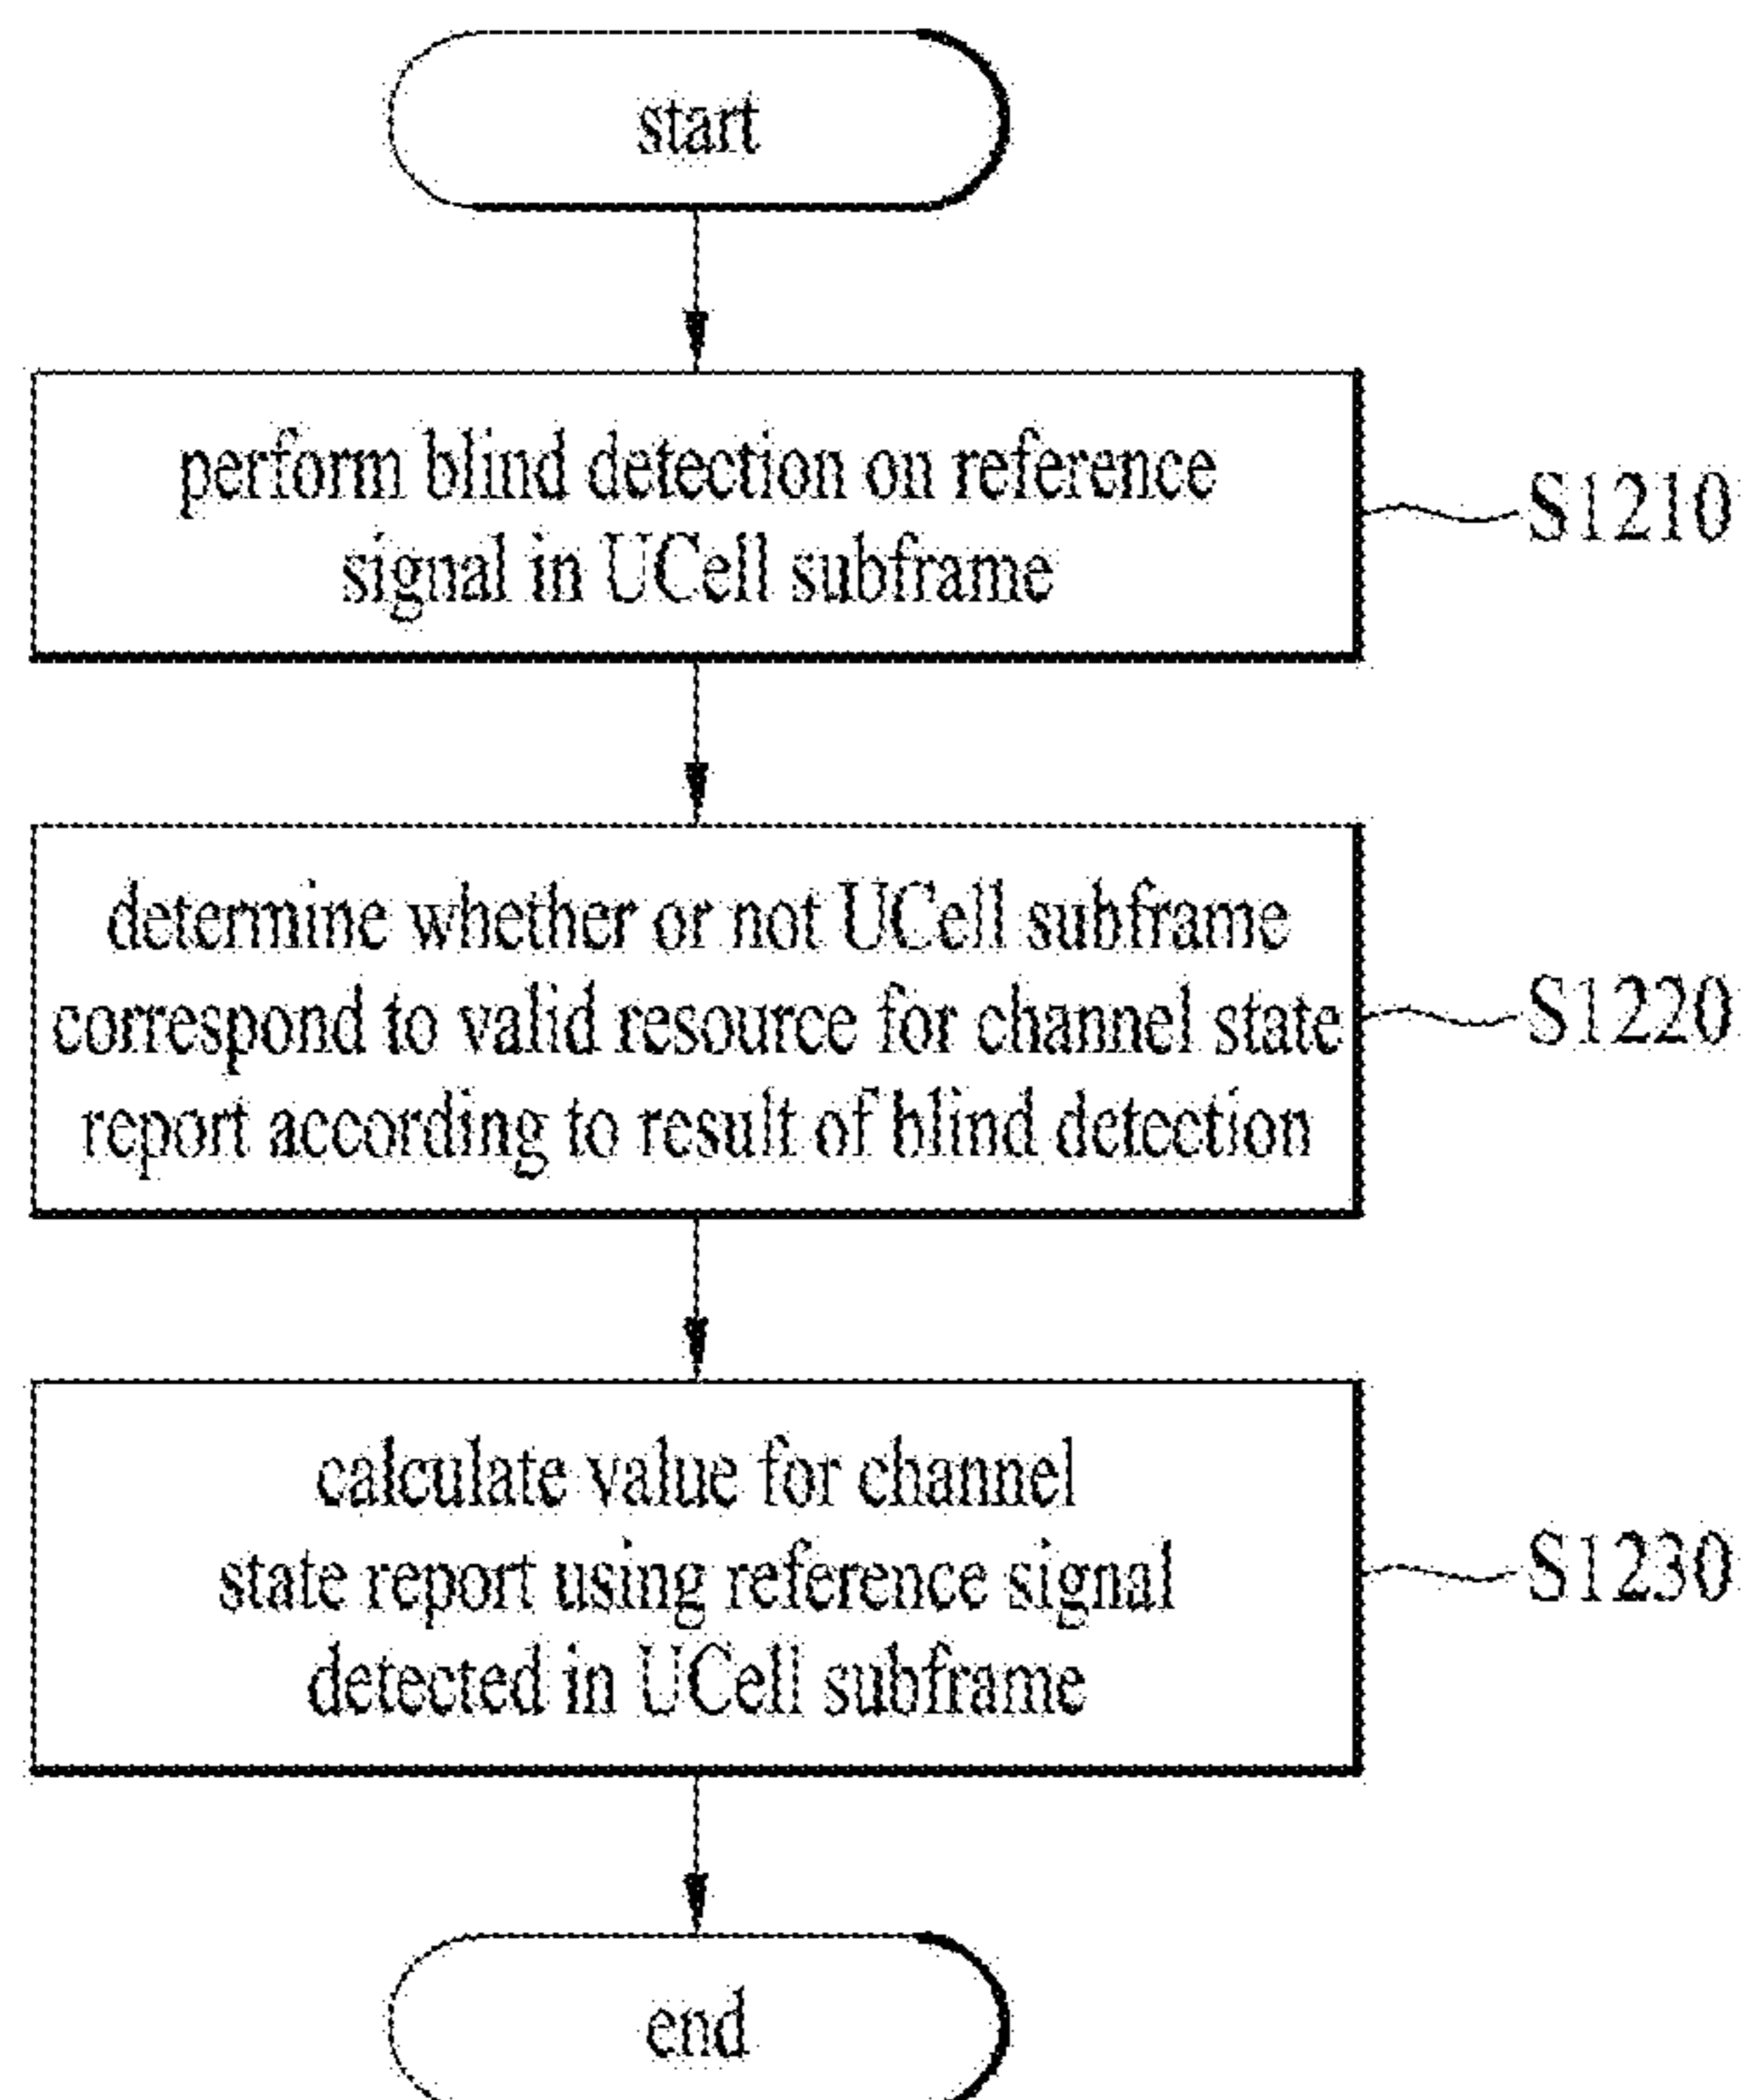 start
perform blind detection on reference
signal in UCell subframe
S1210
determine whether or not UCell subframe
correspond to valid resource for channel state
report according to result of blind detection
S1220
calculate value for channel
state report using reference signal
detected in UCell subframe
S1230
end